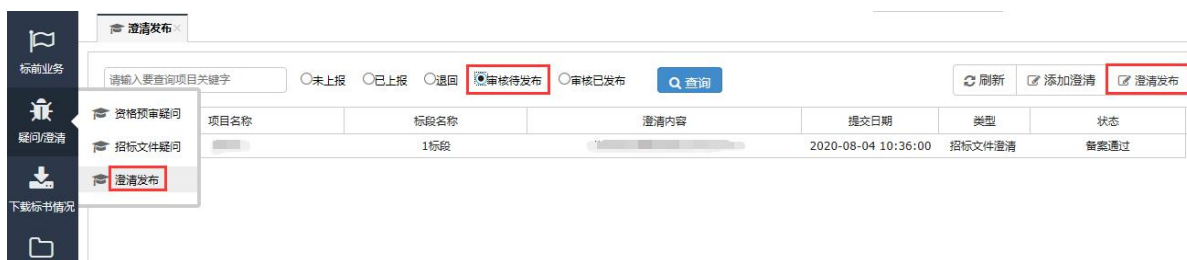 澄清发布
标前业务
请输入要查询项目关键字 未上报 已上报 退回 审核待发布 审核已发布 查询 刷新 添加澄清 澄清发布
疑问/澄清
资格预审疑问
招标文件疑问
澄清发布
项目名称 标段名称 澄清内容 提交日期 类型 状态
1标段 2020-08-04 10:36:00 招标文件澄清 备案通过
下载标书情况